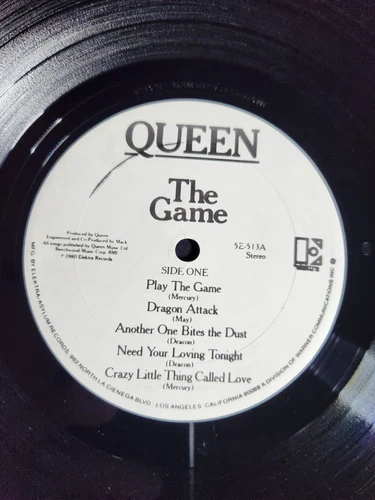 QUEEN
The
Game
Produced by Queen
Engineered and Co-Produced by Mack
All songs published by Queen Music Ltd.
Beechwood Music Corp. BMI
℗ 1980 Elektra Records
5E-513A
Stereo
SIDE ONE
Play The Game
(Mercury)
Dragon Attack
(May)
Another One Bites the Dust
(Deacon)
Need Your Loving Tonight
(Deacon)
Crazy Little Thing Called Love
(Mercury)
MFG. BY ELEKTRA/ASYLUM RECORDS, 962 NORTH LA CIENEGA BLVD., LOS ANGELES, CALIFORNIA 90069 A DIVISION OF WARNER COMMUNICATIONS INC.